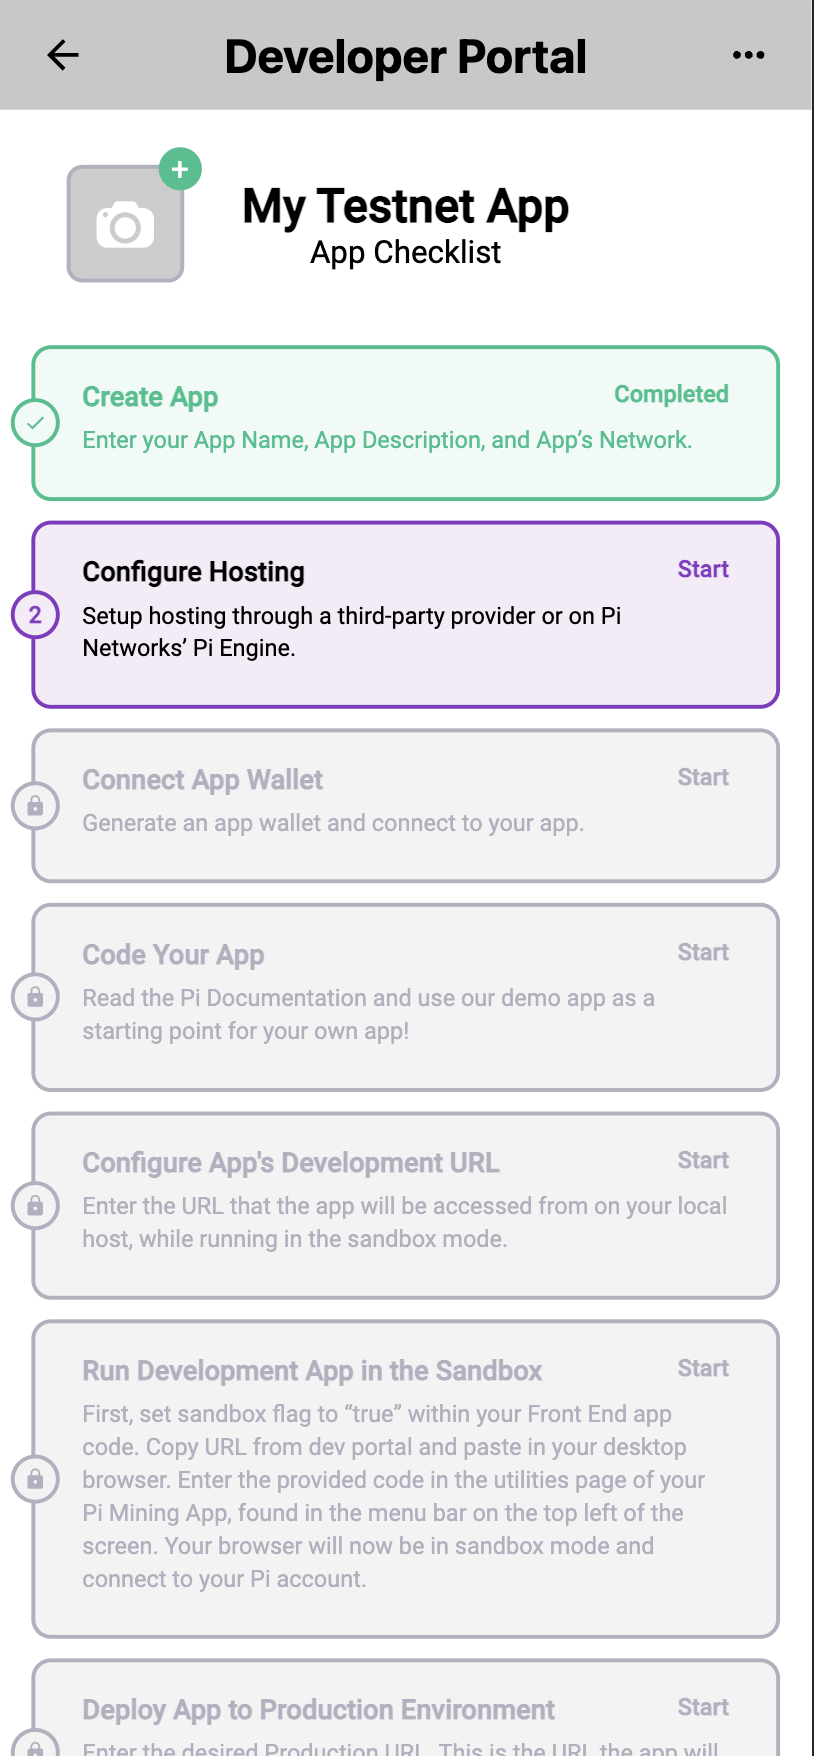 Developer Portal
My Testnet App
App Checklist
Create App
Completed
Enter your App Name, App Description, and App’s Network.
Configure Hosting
Start
2
Setup hosting through a third-party provider or on Pi
Networks’ Pi Engine.
Connect App Wallet
Start
Generate an app wallet and connect to your app.
Code Your App
Start
Read the Pi Documentation and use our demo app as a
starting point for your own app!
Configure App's Development URL
Start
Enter the URL that the app will be accessed from on your local
host, while running in the sandbox mode.
Run Development App in the Sandbox
Start
First, set sandbox flag to “true” within your Front End app
code. Copy URL from dev portal and paste in your desktop
browser. Enter the provided code in the utilities page of your
Pi Mining App, found in the menu bar on the top left of the
screen. Your browser will now be in sandbox mode and
connect to your Pi account.
Deploy App to Production Environment
Start
Enter the desired Production URL. This is the URL the app will